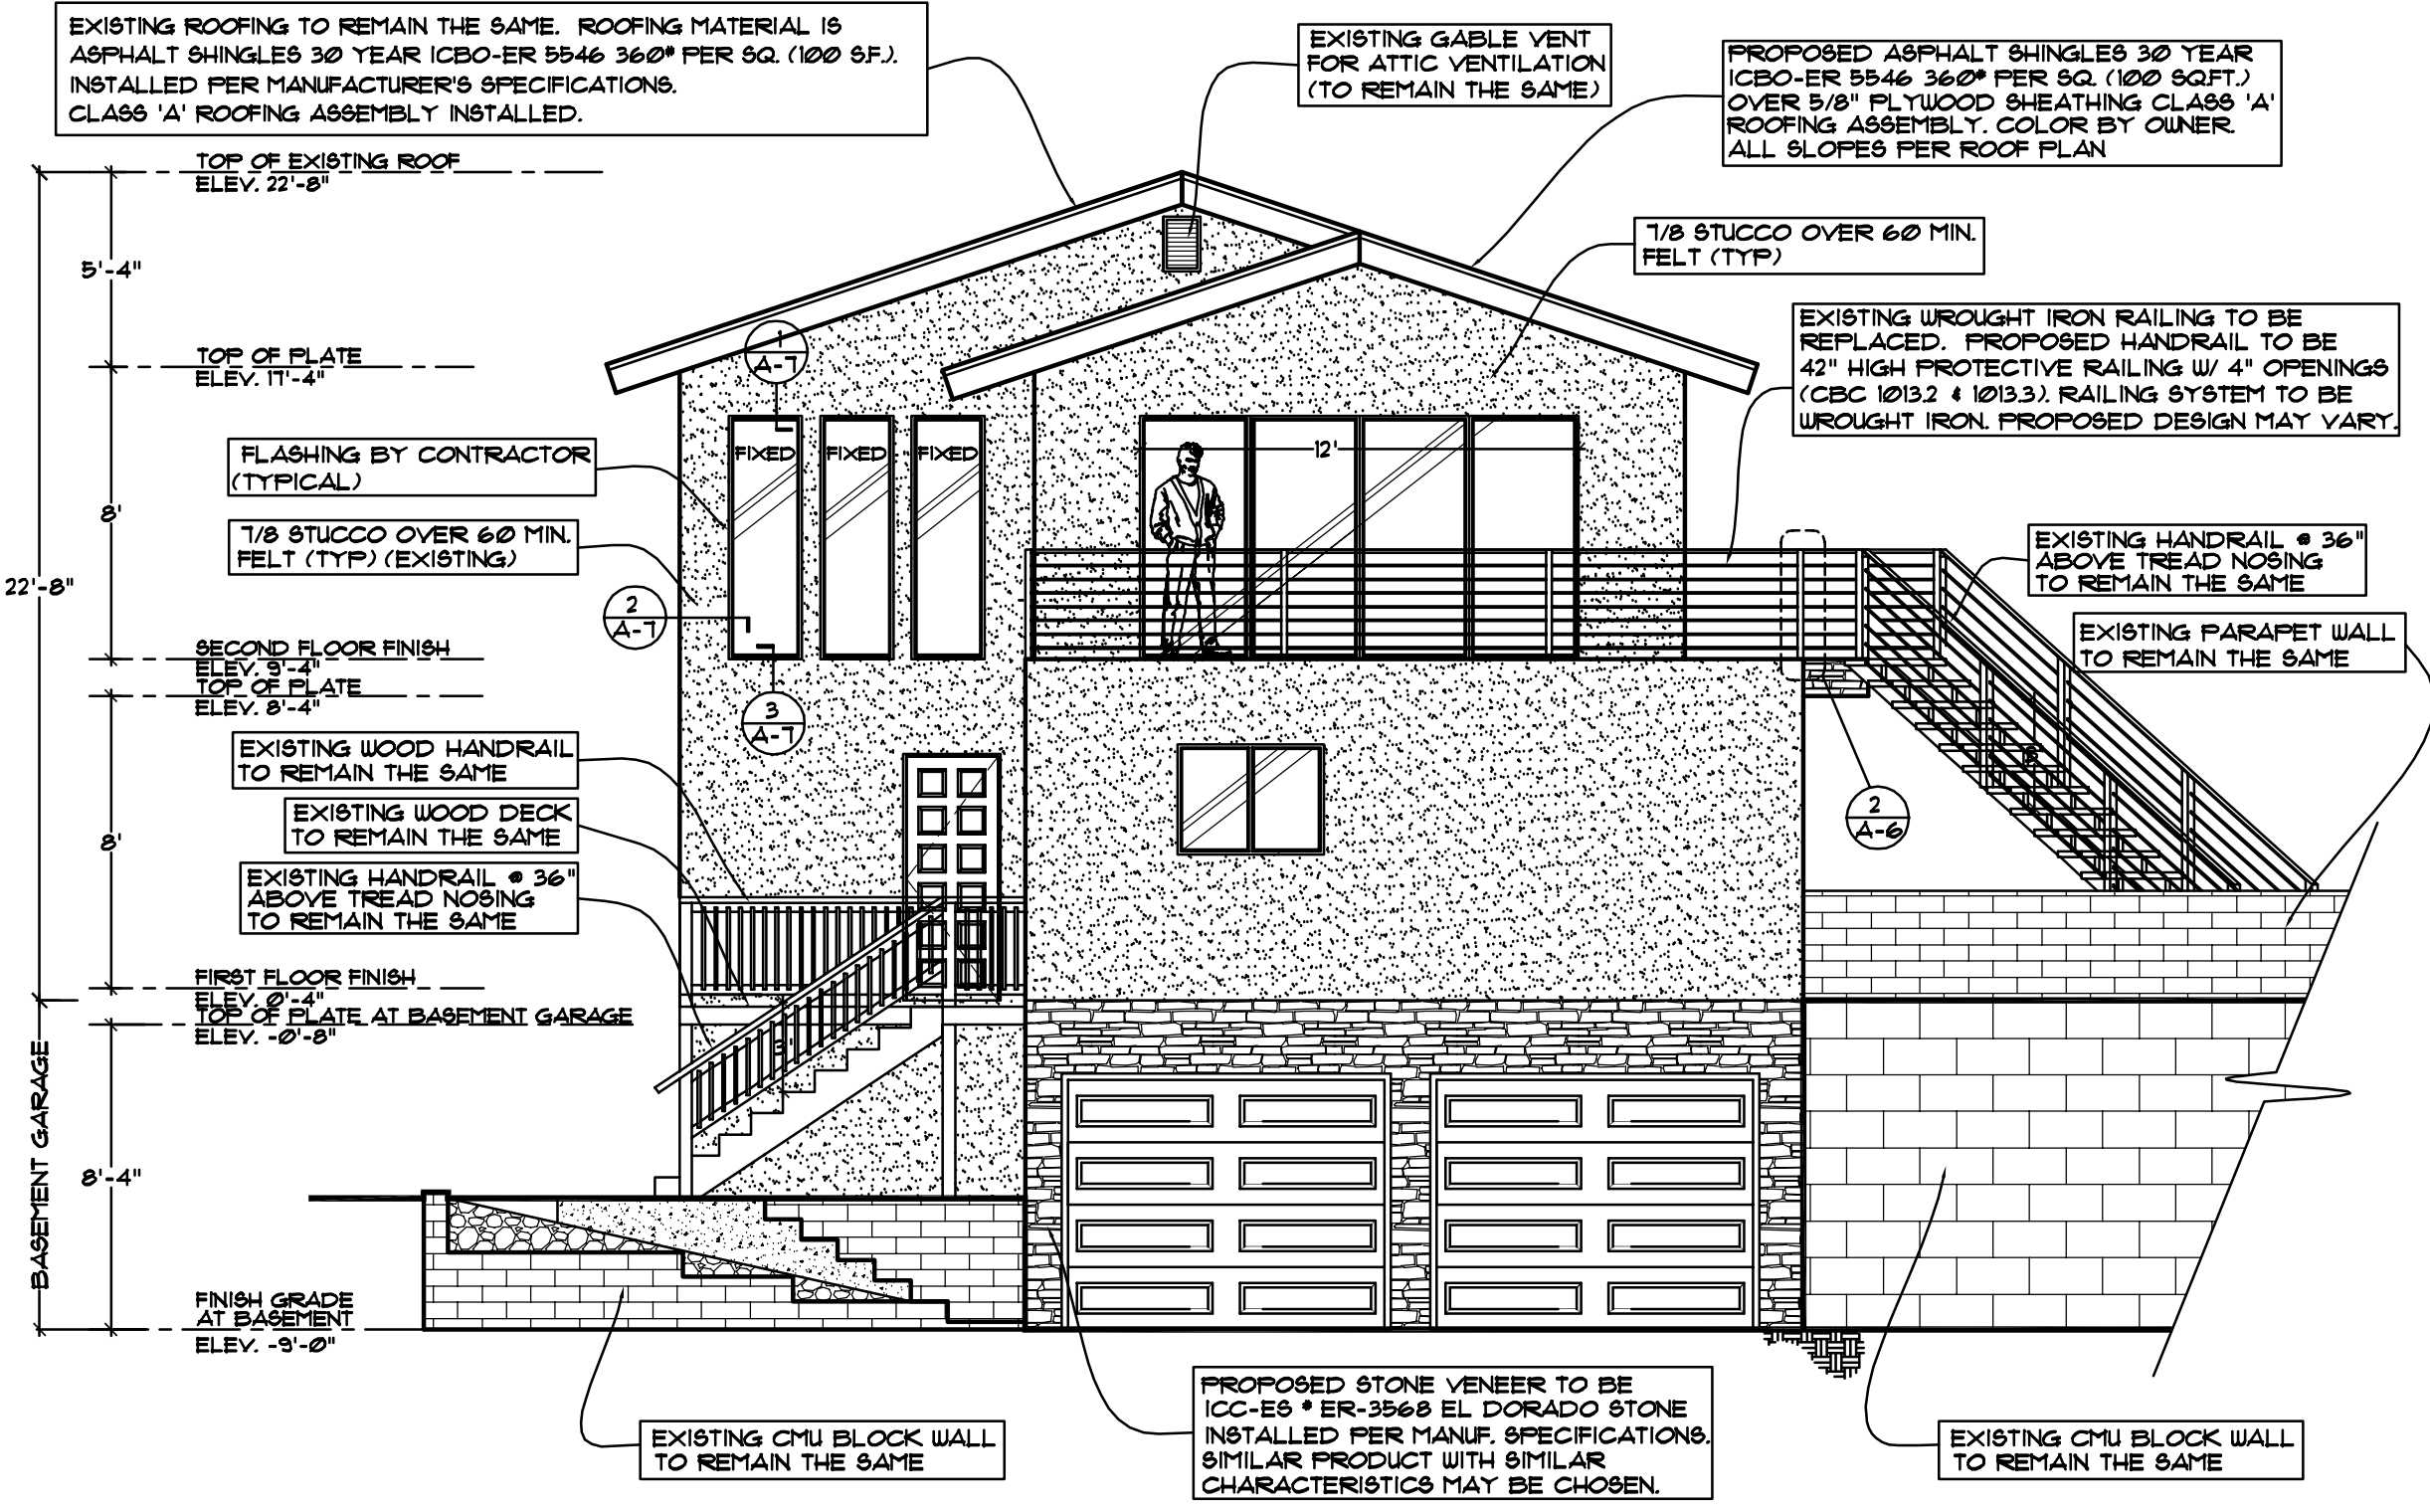 EXISTING ROOFING TO REMAIN THE SAME. ROOFING MATERIAL IS
ASPHALT SHINGLES 30 YEAR ICBO-ER 5546 360# PER SQ. (100 S.F.).
INSTALLED PER MANUFACTURER'S SPECIFICATIONS.
CLASS 'A' ROOFING ASSEMBLY INSTALLED.
EXISTING GABLE VENT
FOR ATTIC VENTILATION
(TO REMAIN THE SAME)
PROPOSED ASPHALT SHINGLES 30 YEAR
ICBO-ER 5546 360# PER SQ. (100 SQ.FT.)
OVER 5/8" PLYWOOD SHEATHING CLASS 'A'
ROOFING ASSEMBLY. COLOR BY OWNER.
ALL SLOPES PER ROOF PLAN
TOP OF EXISTING ROOF
ELEV. 22'-8"
5'-4"
7/8 STUCCO OVER 60 MIN.
FELT (TYP)
EXISTING WROUGHT IRON RAILING TO BE
REPLACED. PROPOSED HANDRAIL TO BE
42" HIGH PROTECTIVE RAILING W/ 4" OPENINGS
(CBC 1013.2 & 1013.3). RAILING SYSTEM TO BE
WROUGHT IRON. PROPOSED DESIGN MAY VARY.
TOP OF PLATE
ELEV. 17'-4"
1
A-7
FLASHING BY CONTRACTOR
(TYPICAL)
FIXED
FIXED
FIXED
12'
8'
7/8 STUCCO OVER 60 MIN.
FELT (TYP) (EXISTING)
EXISTING HANDRAIL @ 36"
ABOVE TREAD NOSING
TO REMAIN THE SAME
22'-8"
2
A-7
EXISTING PARAPET WALL
TO REMAIN THE SAME
SECOND FLOOR FINISH
ELEV. 9'-4"
TOP OF PLATE
ELEV. 8'-4"
3
A-7
EXISTING WOOD HANDRAIL
TO REMAIN THE SAME
2
A-6
EXISTING WOOD DECK
TO REMAIN THE SAME
8'
EXISTING HANDRAIL @ 36"
ABOVE TREAD NOSING
TO REMAIN THE SAME
FIRST FLOOR FINISH
ELEV. 0'-4"
TOP OF PLATE AT BASEMENT GARAGE
ELEV. -0'-8"
3'
BASEMENT GARAGE
8'-4"
FINISH GRADE
AT BASEMENT
ELEV. -9'-0"
PROPOSED STONE VENEER TO BE
ICC-ES # ER-3568 EL DORADO STONE
INSTALLED PER MANUF. SPECIFICATIONS.
SIMILAR PRODUCT WITH SIMILAR
CHARACTERISTICS MAY BE CHOSEN.
EXISTING CMU BLOCK WALL
TO REMAIN THE SAME
EXISTING CMU BLOCK WALL
TO REMAIN THE SAME